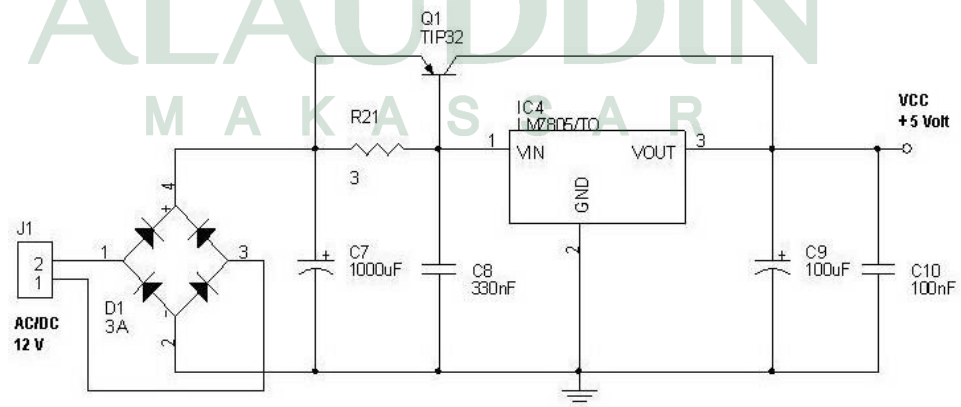 ALAUDDIN
MAKASSAR
Q1
TIP32
R21
3
IC4
LM7805/TO
1
VIN
VOUT
3
GND
2
VCC
+5 Volt
J1
2
1
AC/DC
12 V
1
4
+
3
-
2
D1
3A
+
C7
1000uF
C8
330nF
+
C9
100uF
C10
100nF